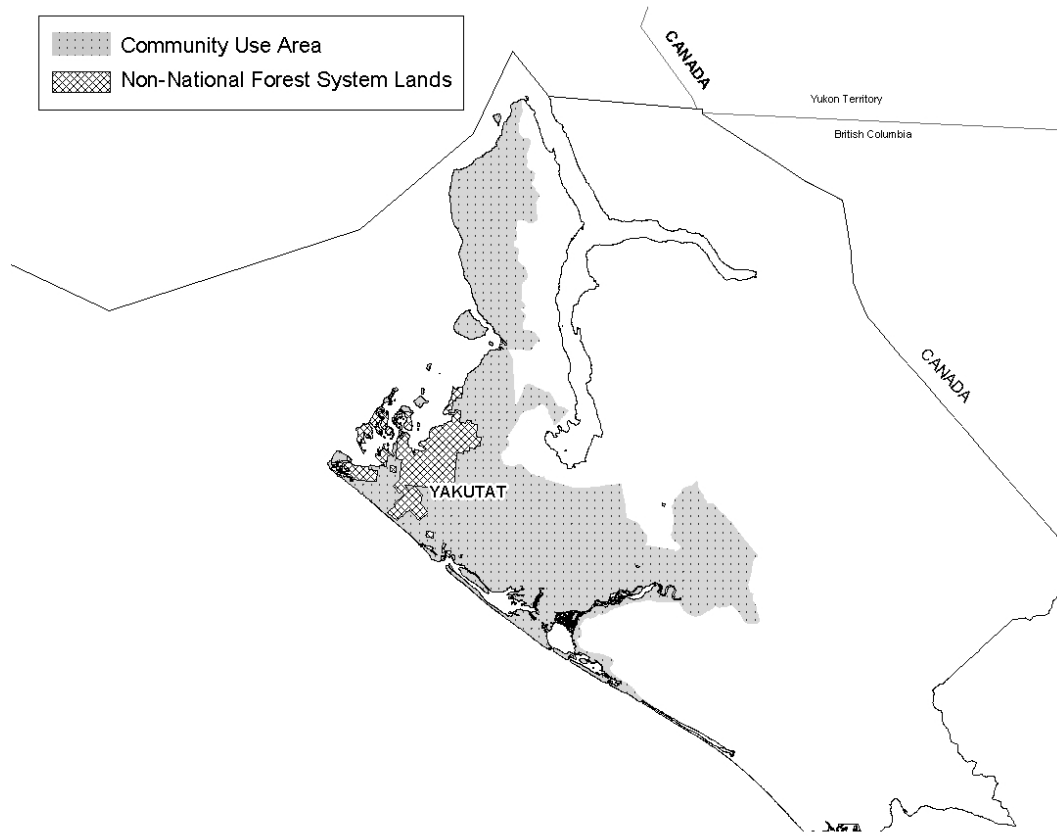 Community Use Area
Non-National Forest System Lands
CANADA
Yukon Territory
British Columbia
CANADA
YAKUTAT